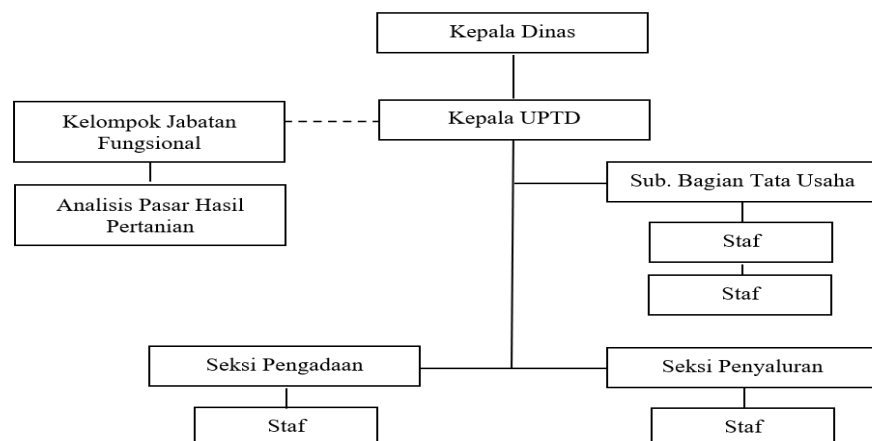 Kepala Dinas
Kepala UPTD
Kelompok Jabatan
Fungsional
Analisis Pasar Hasil
Pertanian
Sub. Bagian Tata Usaha
Staf
Staf
Seksi Pengadaan
Seksi Penyaluran
Staf
Staf